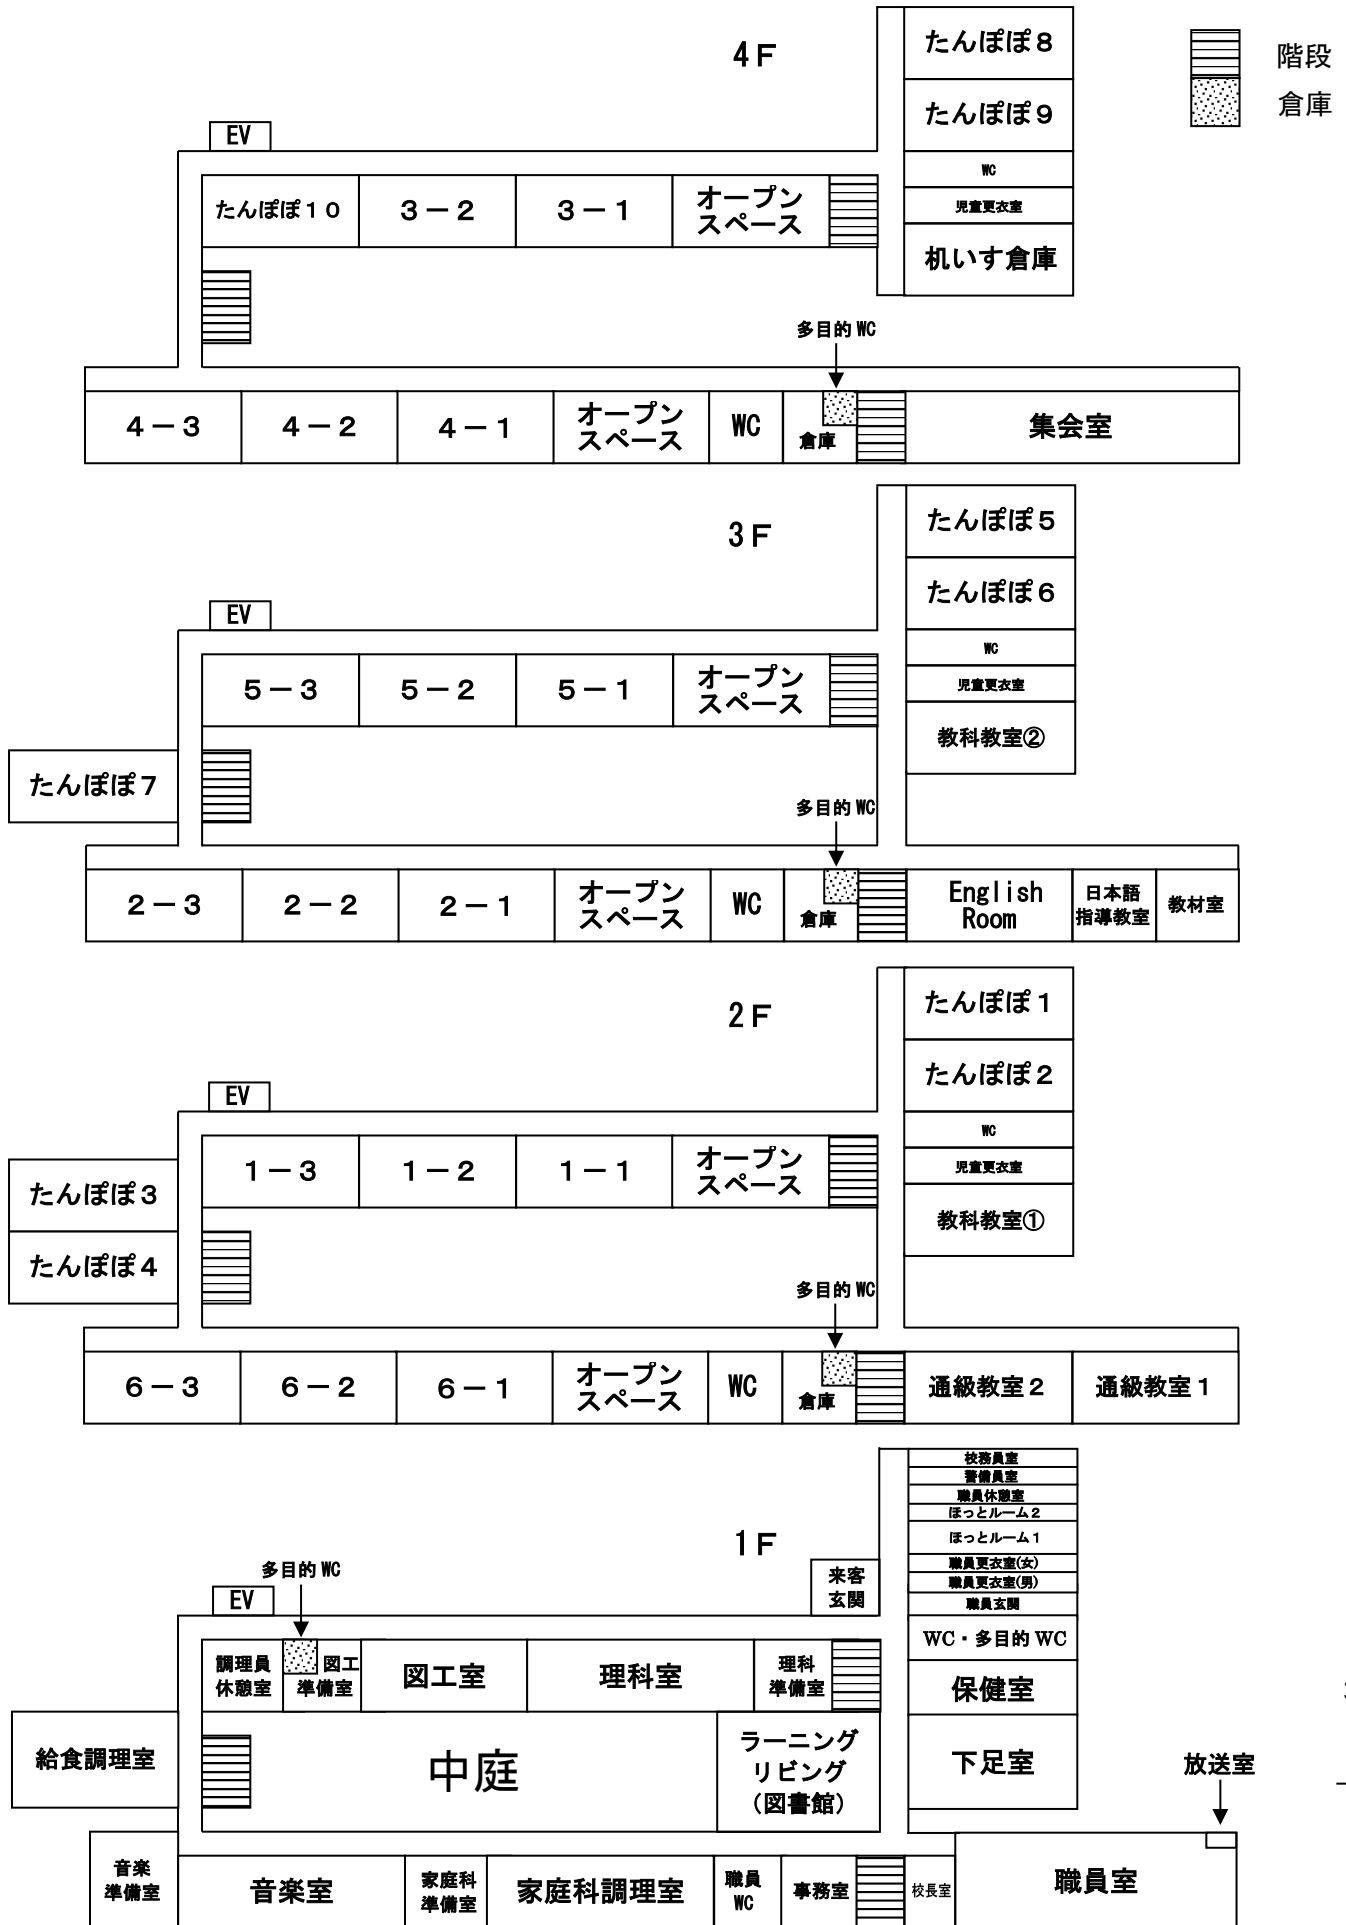 4F
たんぽぽ8
階段
倉庫
たんぽぽ9
EV
WC
たんぽぽ10
3-2
3-1
オープン
スペース
児童更衣室
机いす倉庫
多目的WC
4-3
4-2
4-1
オープン
スペース
WC
倉庫
集会室
3F
たんぽぽ5
たんぽぽ6
EV
WC
5-3
5-2
5-1
オープン
スペース
児童更衣室
教科教室②
たんぽぽ7
多目的WC
2-3
2-2
2-1
オープン
スペース
WC
倉庫
English
Room
日本語
指導教室
教材室
2F
たんぽぽ1
たんぽぽ2
EV
WC
1-3
1-2
1-1
オープン
スペース
児童更衣室
たんぽぽ3
教科教室①
たんぽぽ4
多目的WC
6-3
6-2
6-1
オープン
スペース
WC
倉庫
通級教室2
通級教室1
1F
校務員室
警備員室
職員休憩室
ほっとルーム2
ほっとルーム1
職員更衣室(女)
職員更衣室(男)
職員玄関
多目的WC
EV
来客
玄関
WC・多目的WC
調理員
休憩室
図工
準備室
図工室
理科室
理科
準備室
保健室
給食調理室
中庭
ラーニング
リビング
(図書館)
下足室
放送室
音楽
準備室
音楽室
家庭科
準備室
家庭科調理室
職員
WC
事務室
校長室
職員室